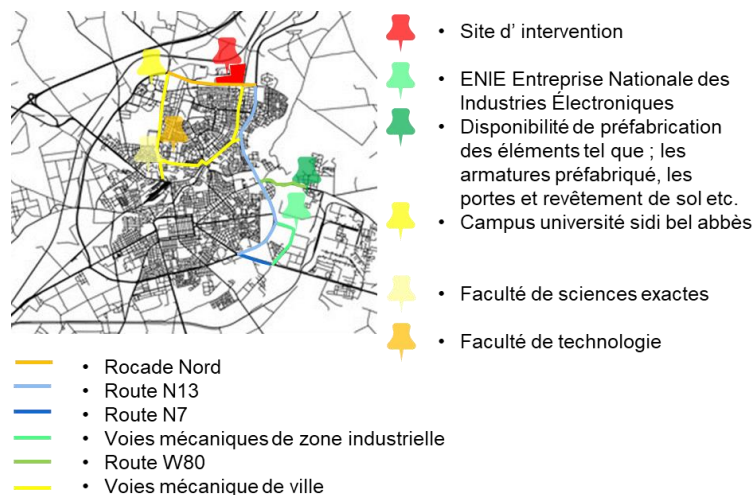 • Site d’ intervention
• ENIE Entreprise Nationale des
Industries Électroniques
• Disponibilité de préfabrication
des éléments tel que ; les
armatures préfabriqué, les
portes et revêtement de sol etc.
• Campus université sidi bel abbès
• Faculté de sciences exactes
• Faculté de technologie
• Rocade Nord
• Route N13
• Route N7
• Voies mécaniques de zone industrielle
• Route W80
• Voies mécanique de ville